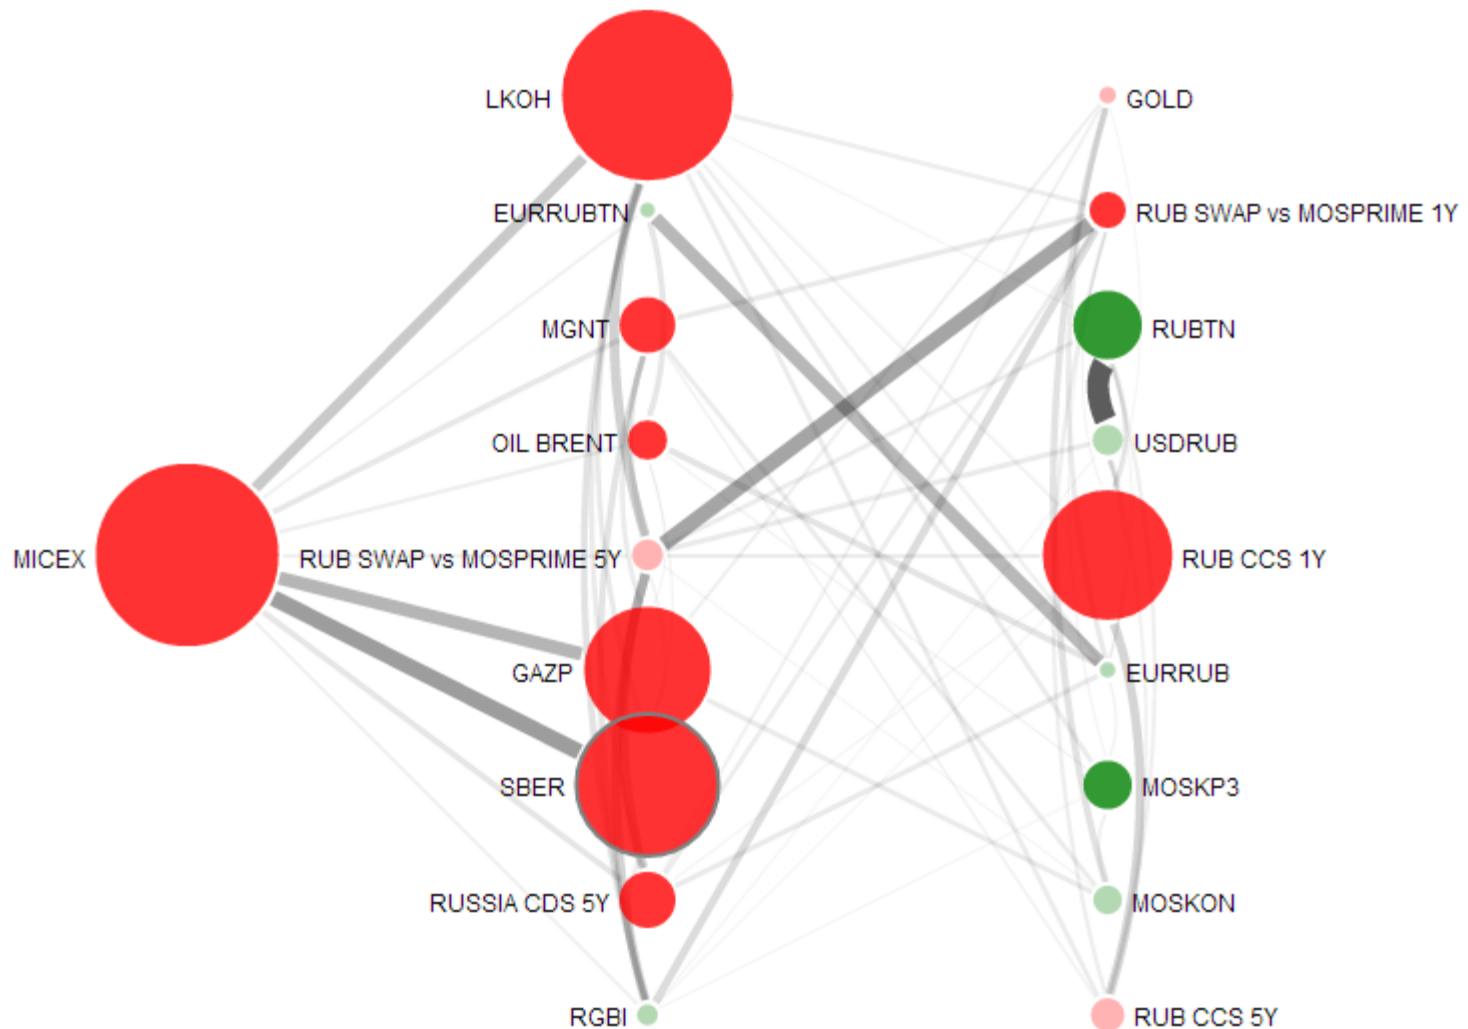 LKOH
GOLD
EURRUBTN
RUB SWAP vs MOSPRIME 1Y
MGNT
RUBTN
OIL BRENT
USDRUB
MICEX
RUB SWAP vs MOSPRIME 5Y
RUB CCS 1Y
GAZP
EURRUB
SBER
MOSKP3
RUSSIA CDS 5Y
MOSKON
RGBI
RUB CCS 5Y